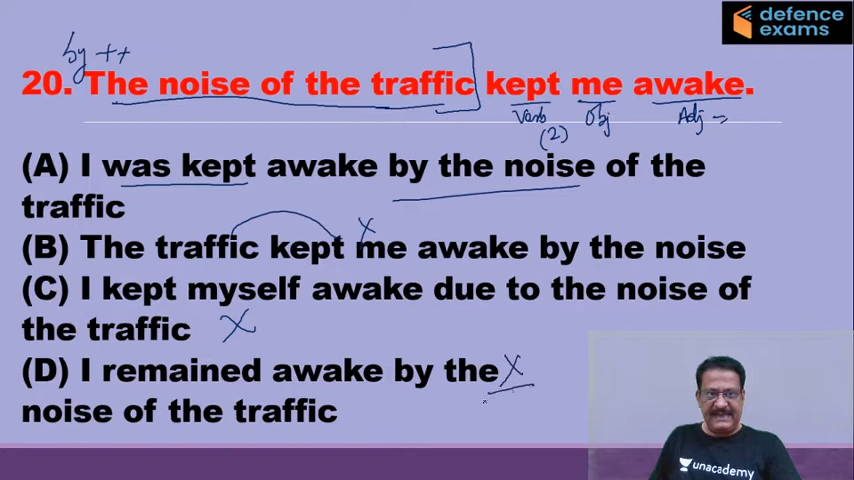 defence
exams
by ++
20. The noise of the traffic kept me awake.
Verb Obj Adj
(2)
(A) I was kept awake by the noise of the
traffic
(B) The traffic kept me awake by the noise
X
(C) I kept myself awake due to the noise of
the traffic X
(D) I remained awake by the X
noise of the traffic
unacademy